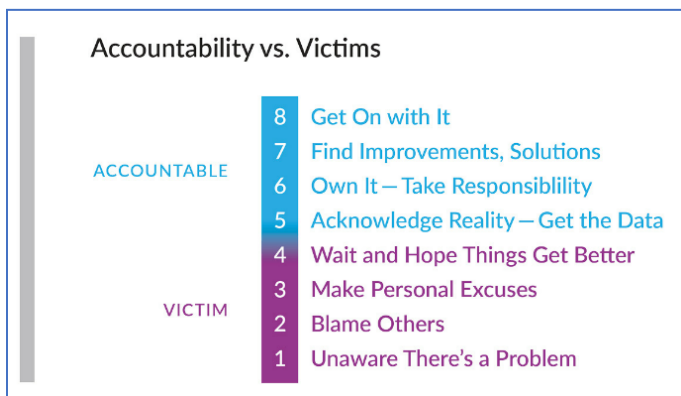 Accountability vs. Victims
8 Get On with It
7 Find Improvements, Solutions
ACCOUNTABLE
6 Own It — Take Responsiblility
5 Acknowledge Reality — Get the Data
4 Wait and Hope Things Get Better
3 Make Personal Excuses
VICTIM
2 Blame Others
1 Unaware There's a Problem